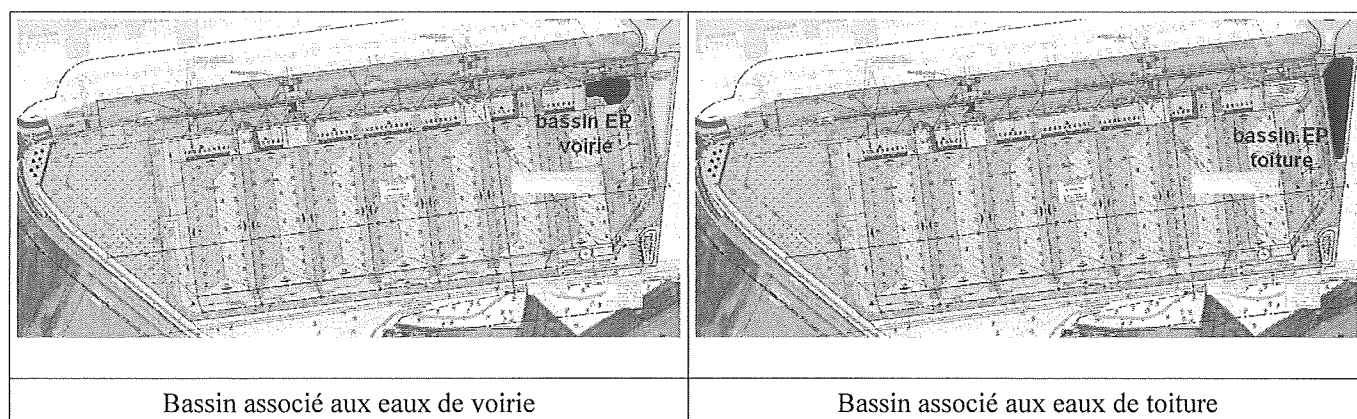 bassin EP
voirie
bassin EP
toiture
Bassin associé aux eaux de voirie
Bassin associé aux eaux de toiture